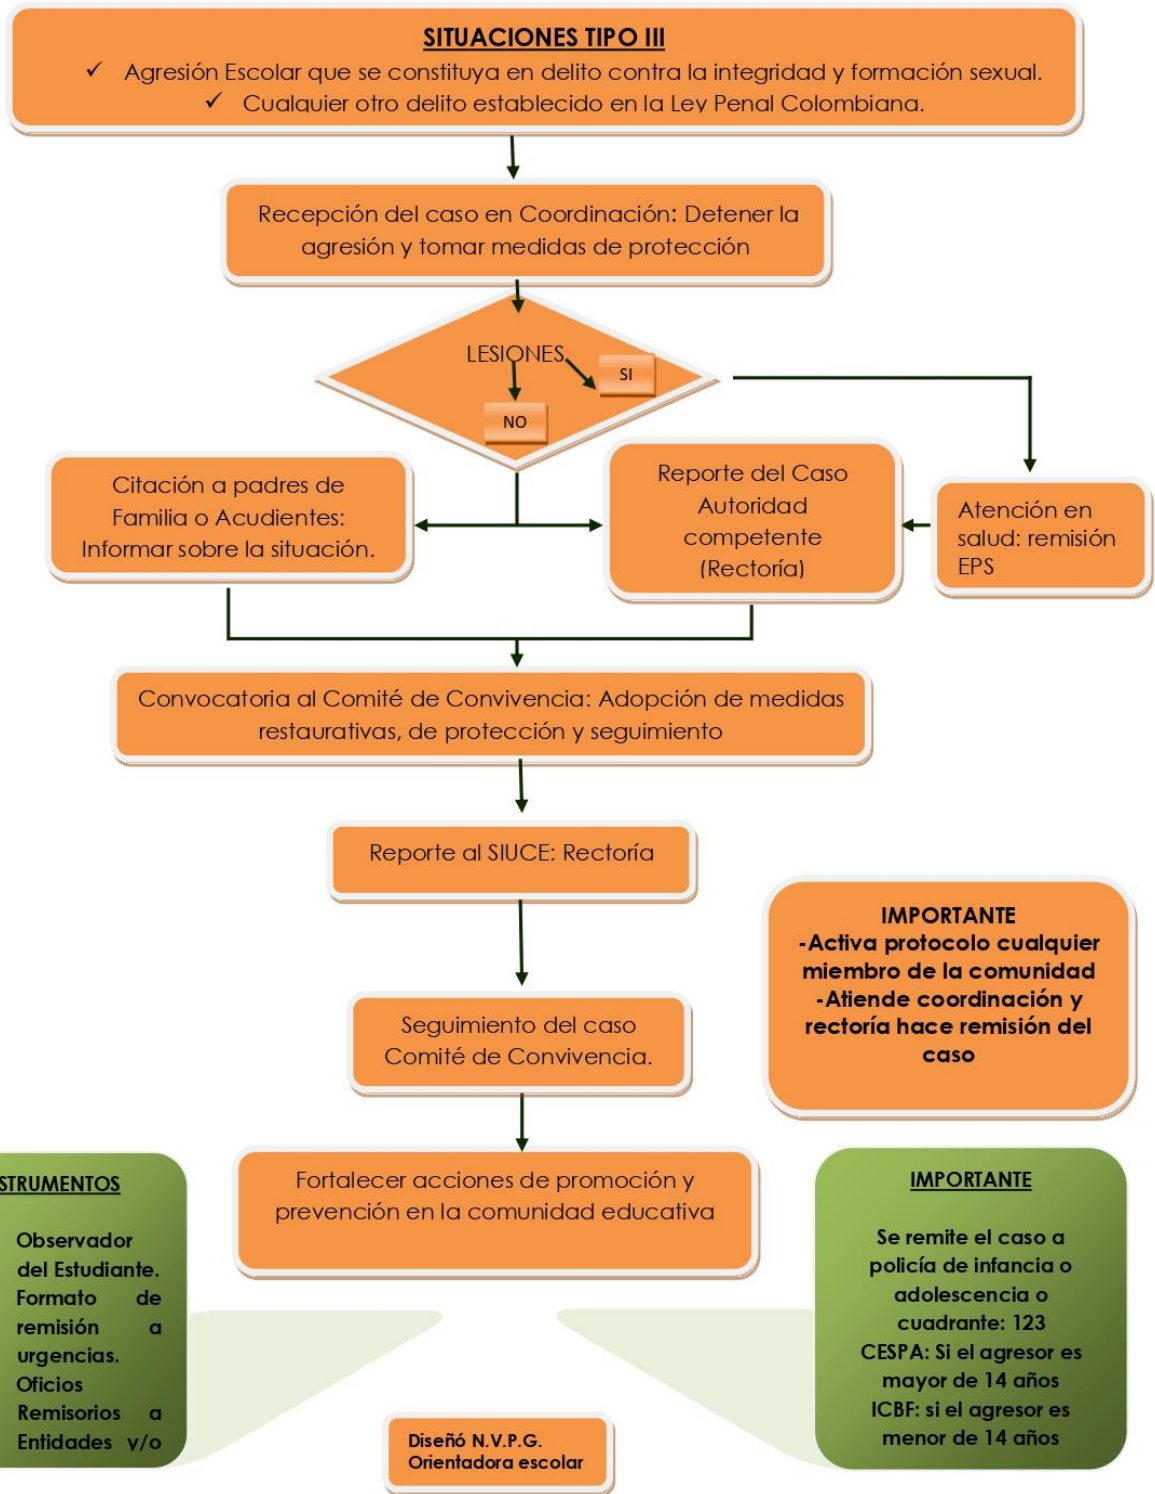 SITUACIONES TIPO III
✓ Agresión Escolar que se constituya en delito contra la integridad y formación sexual.
✓ Cualquier otro delito establecido en la Ley Penal Colombiana.
Recepción del caso en Coordinación: Detener la
agresión y tomar medidas de protección
LESIONES
SI
NO
Citación a padres de
Familia o Acudientes:
Informar sobre la situación.
Reporte del Caso
Autoridad
competente
(Rectoría)
Atención en
salud: remisión
EPS
Convocatoria al Comité de Convivencia: Adopción de medidas
restaurativas, de protección y seguimiento
Reporte al SIUCE: Rectoría
IMPORTANTE
-Activa protocolo cualquier
miembro de la comunidad
-Atiende coordinación y
rectoría hace remisión del
caso
Seguimiento del caso
Comité de Convivencia.
Fortalecer acciones de promoción y
prevención en la comunidad educativa
STRUMENTOS
Observador
del Estudiante.
Formato de
remisión a
urgencias.
Oficios
Remisorios a
Entidades y/o
IMPORTANTE
Se remite el caso a
policía de infancia o
adolescencia o
cuadrante: 123
CESPA: Si el agresor es
mayor de 14 años
ICBF: si el agresor es
menor de 14 años
Diseñó N.V.P.G.
Orientadora escolar